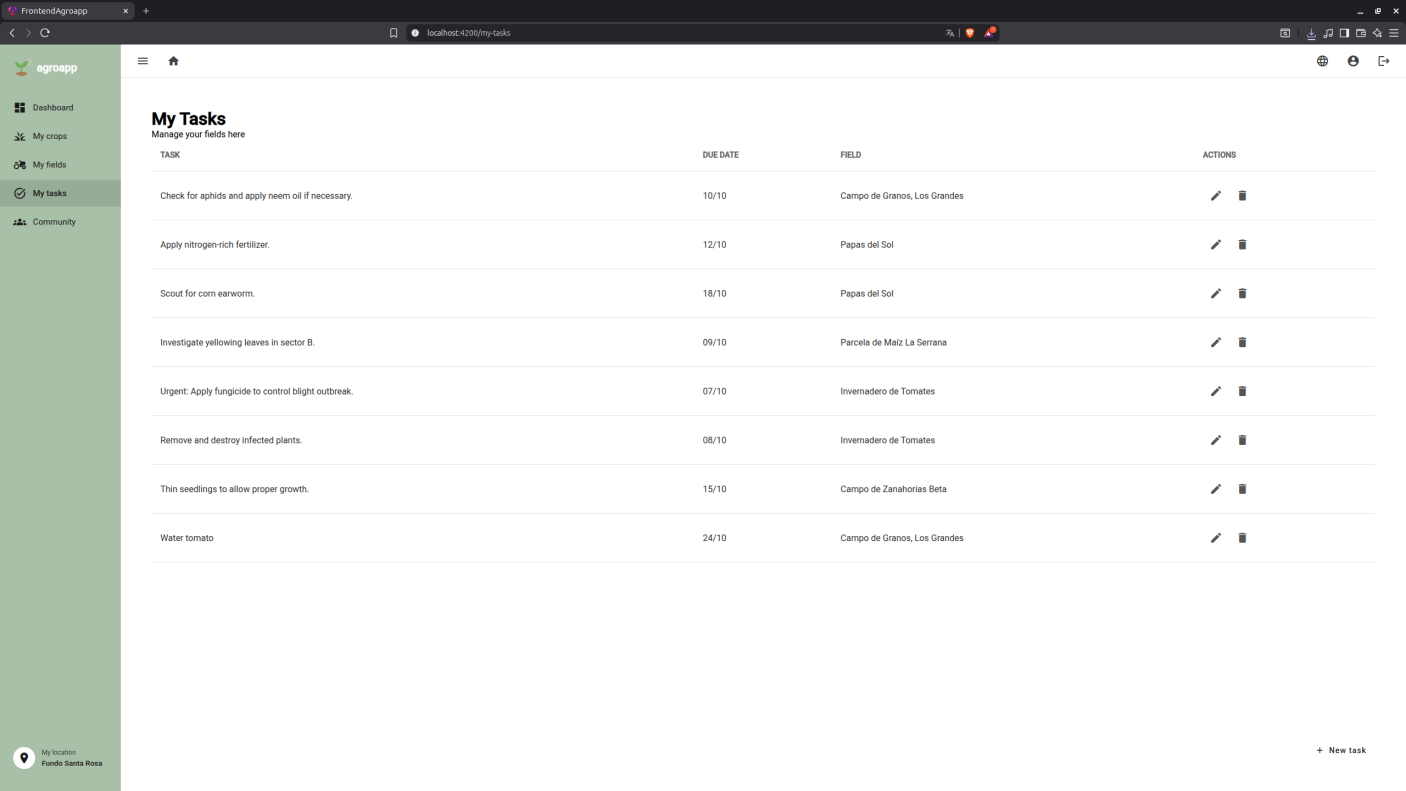 FrontendAgroapp
localhost:4200/my-tasks
agroapp
Dashboard
My crops
My fields
My tasks
Community
My Tasks
Manage your fields here
TASK DUE DATE FIELD ACTIONS
Check for aphids and apply neem oil if necessary. 10/10 Campo de Granos, Los Grandes
Apply nitrogen-rich fertilizer. 12/10 Papas del Sol
Scout for corn earworm. 18/10 Papas del Sol
Investigate yellowing leaves in sector B. 09/10 Parcela de Maíz La Serrana
Urgent: Apply fungicide to control blight outbreak. 07/10 Invernadero de Tomates
Remove and destroy infected plants. 08/10 Invernadero de Tomates
Thin seedlings to allow proper growth. 15/10 Campo de Zanahorias Beta
Water tomato 24/10 Campo de Granos, Los Grandes
My location
Fundo Santa Rosa
+ New task